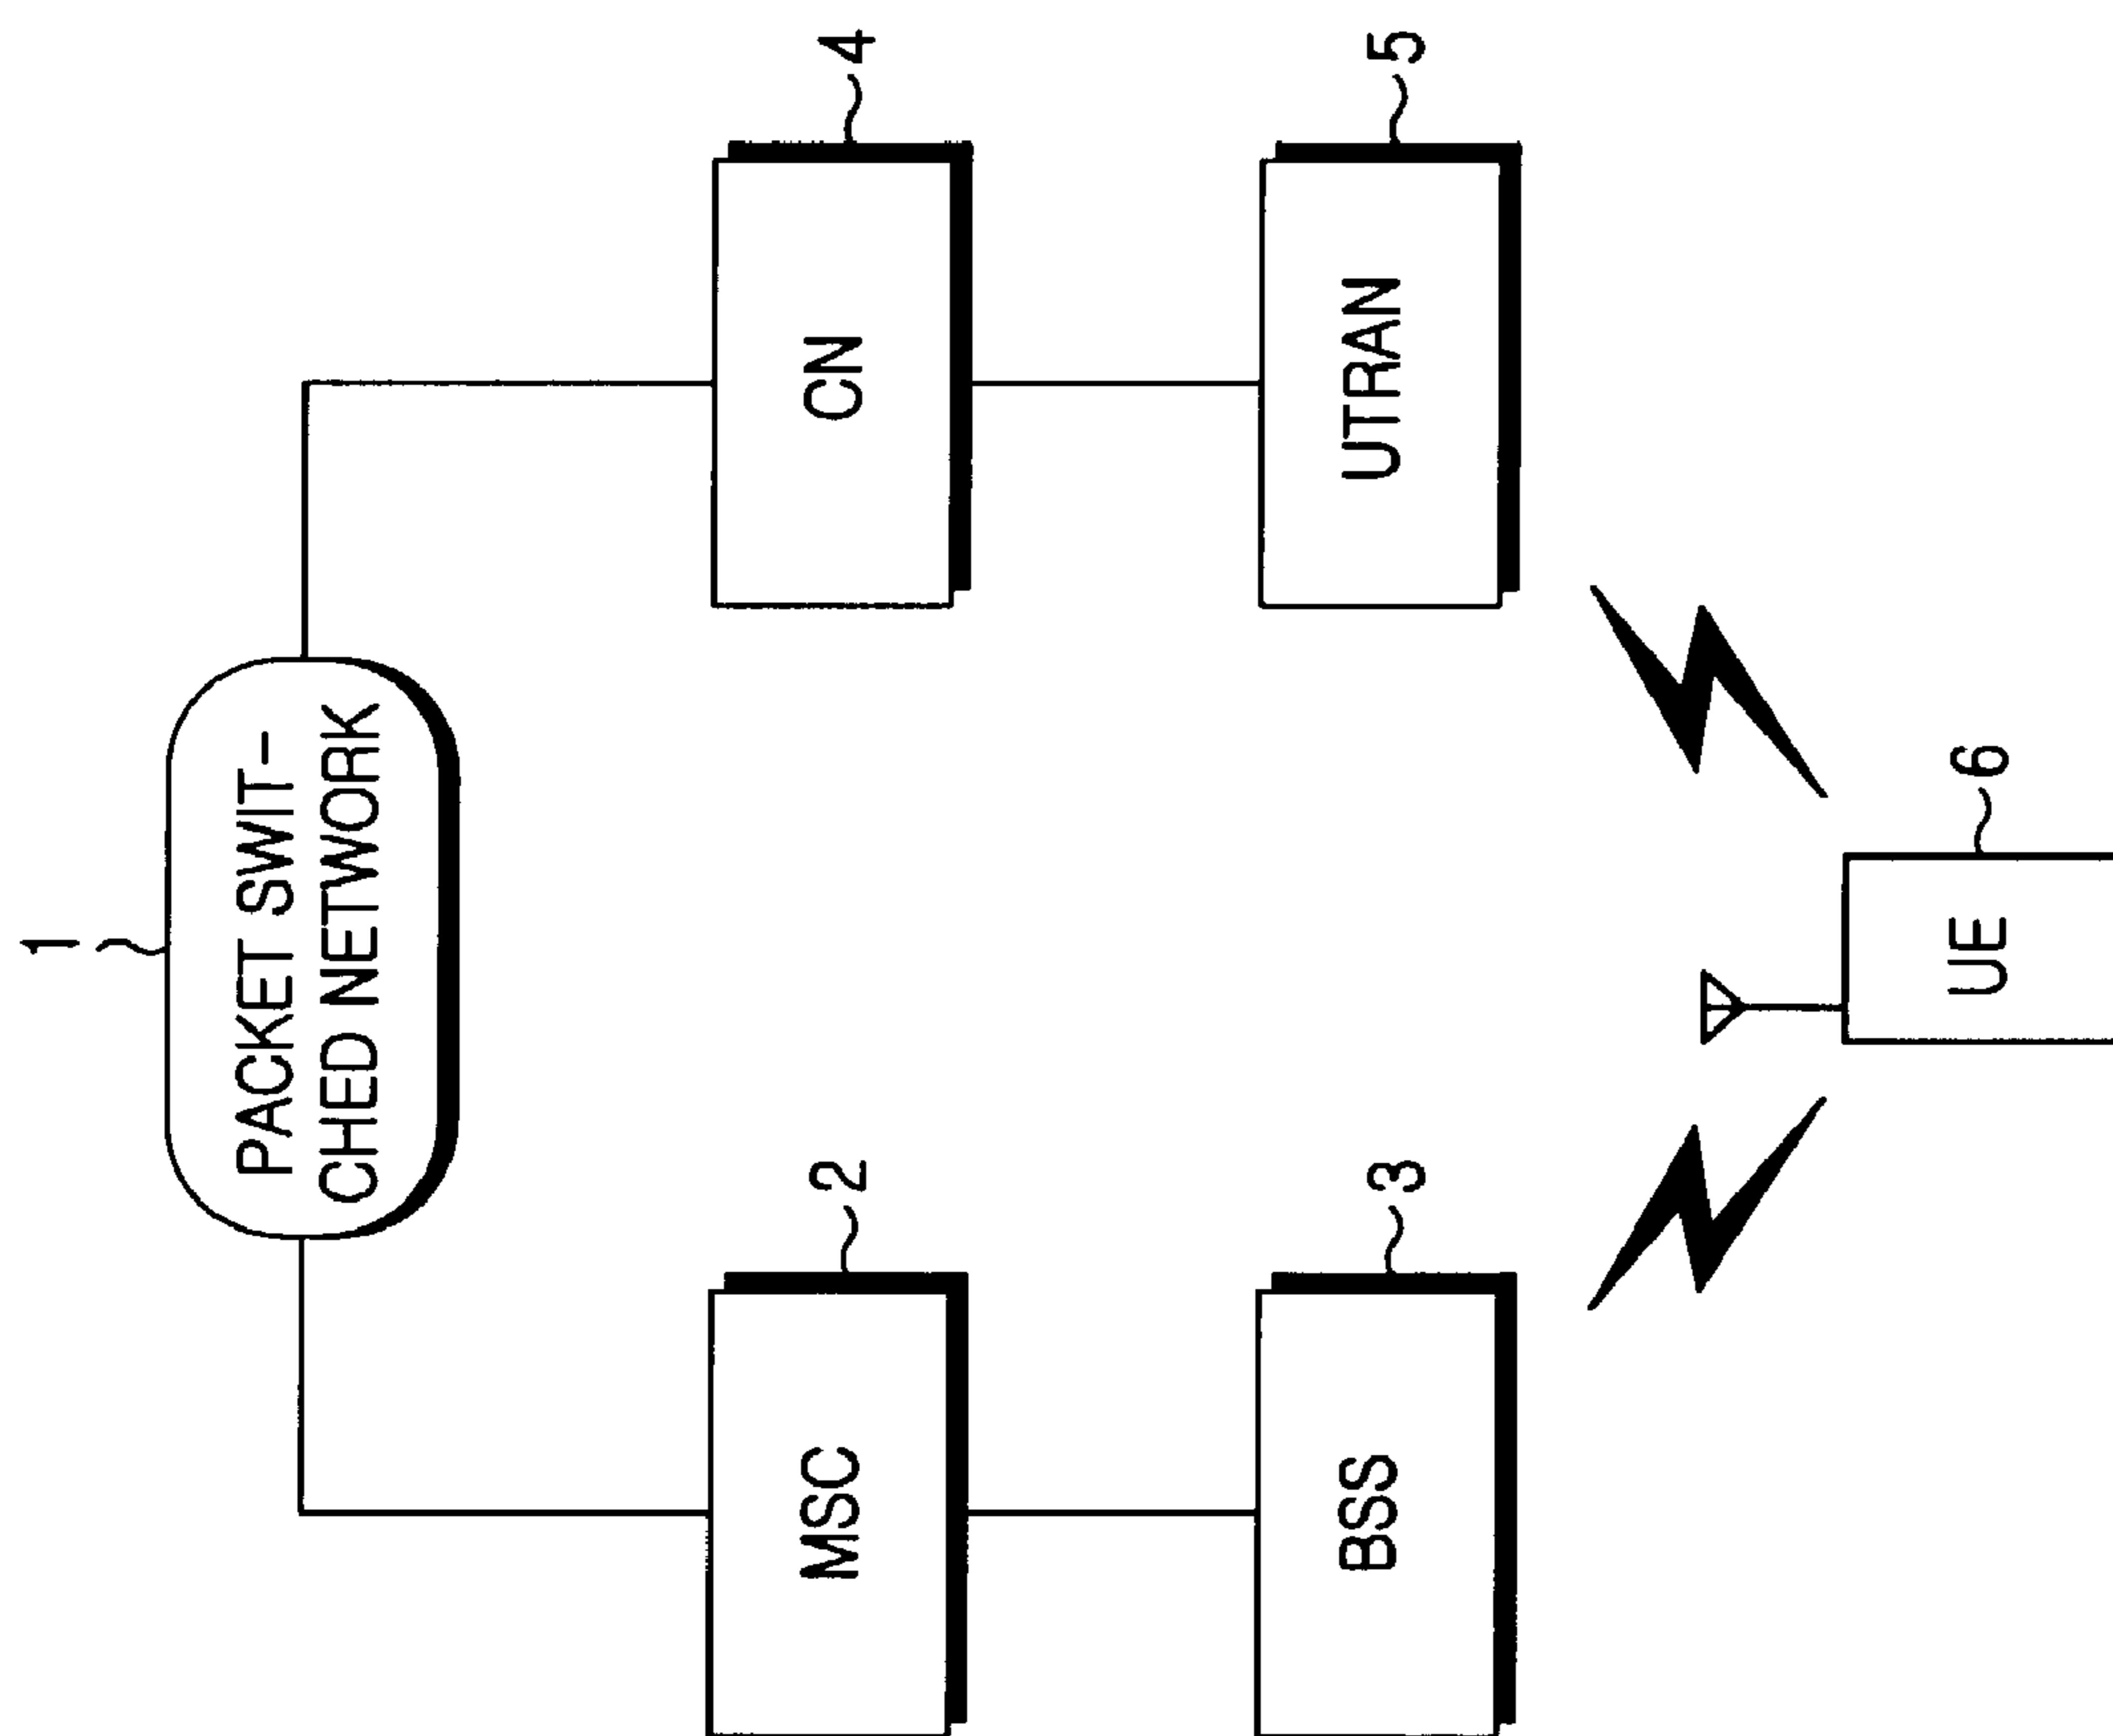 1
PACKET SWIT-
CHED NETWORK
2
MSC
4
CN
3
BSS
5
UTRAN
6
UE